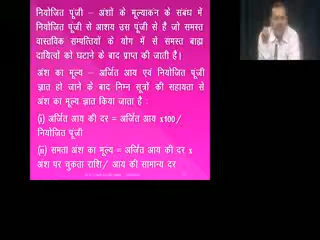 नियोजित पूंजी – अंशों के मूल्यांकन के संबंध में
नियोजित पूंजी से आशय उस पूंजी से है जो समस्त
वास्तविक सम्पत्तियों के योग में से समस्त बाह्य
दायित्वों को घटाने के बाद प्राप्त की जाती है।
अंश का मूल्य – अर्जित आय एवं नियोजित पूंजी
ज्ञात हो जाने के बाद निम्न सूत्रों की सहायता से
अंश का मूल्य ज्ञात किया जाता है :
(i) अर्जित आय की दर = अर्जित आय x100/
नियोजित पूंजी
(ii) समता अंश का मूल्य = अर्जित आय की दर x
अंश पर चुकता राशि/ आय की सामान्य दर